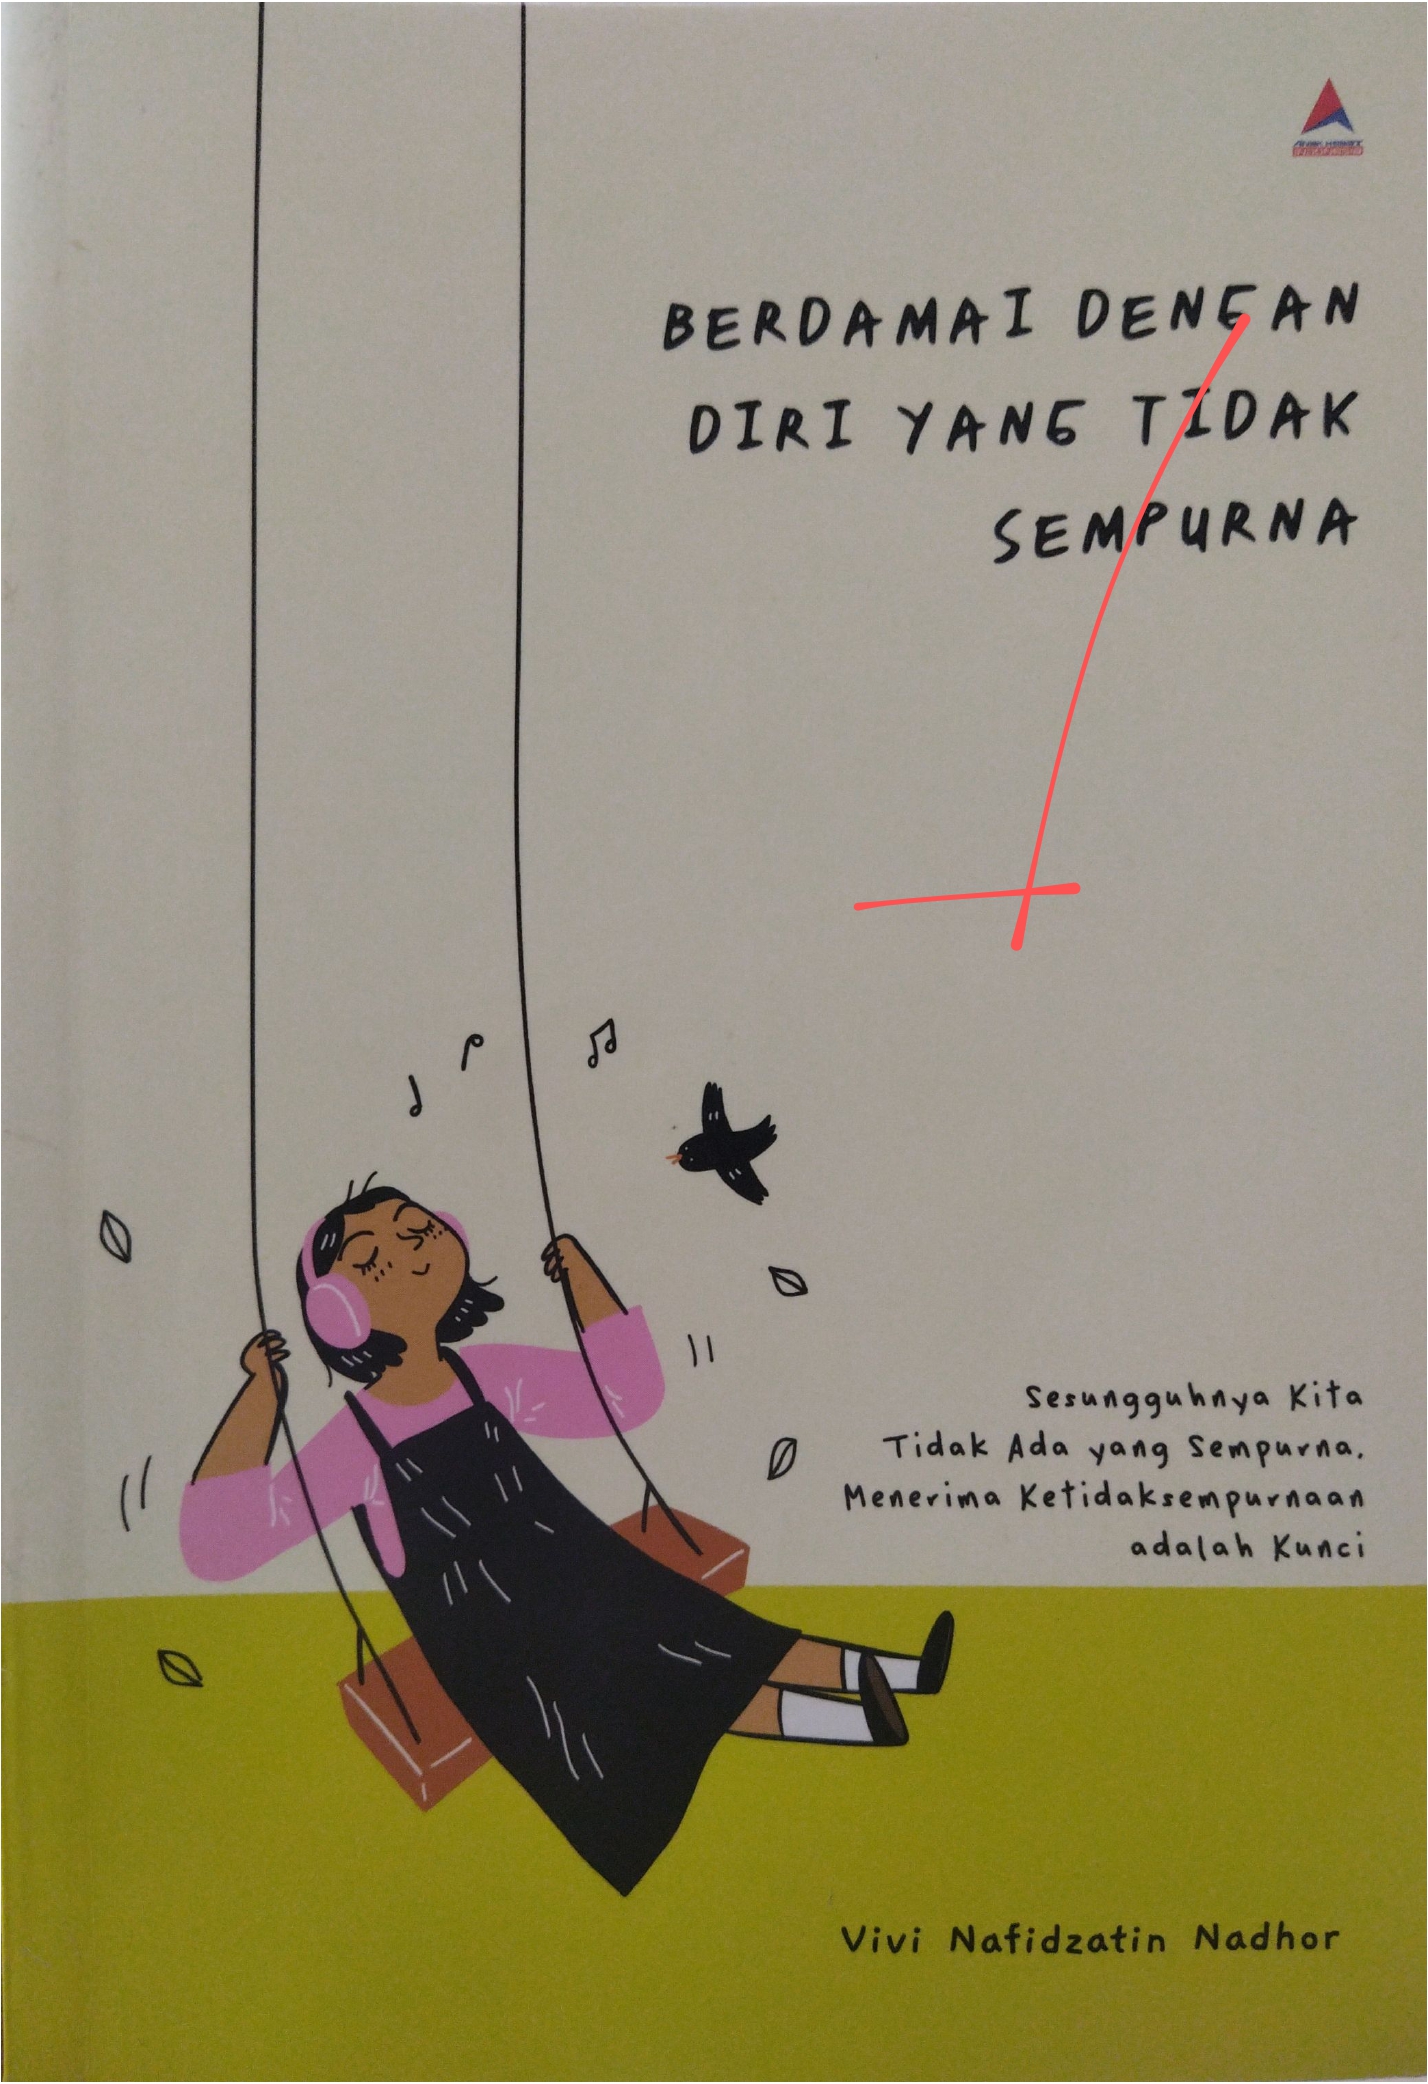 BERDAMAI DENGAN
DIRI YANG TIDAK
SEMPURNA
Sesungguhnya Kita
Tidak Ada yang Sempurna.
Menerima Ketidaksempurnaan
adalah Kunci
Vivi Nafidzatin Nadhor